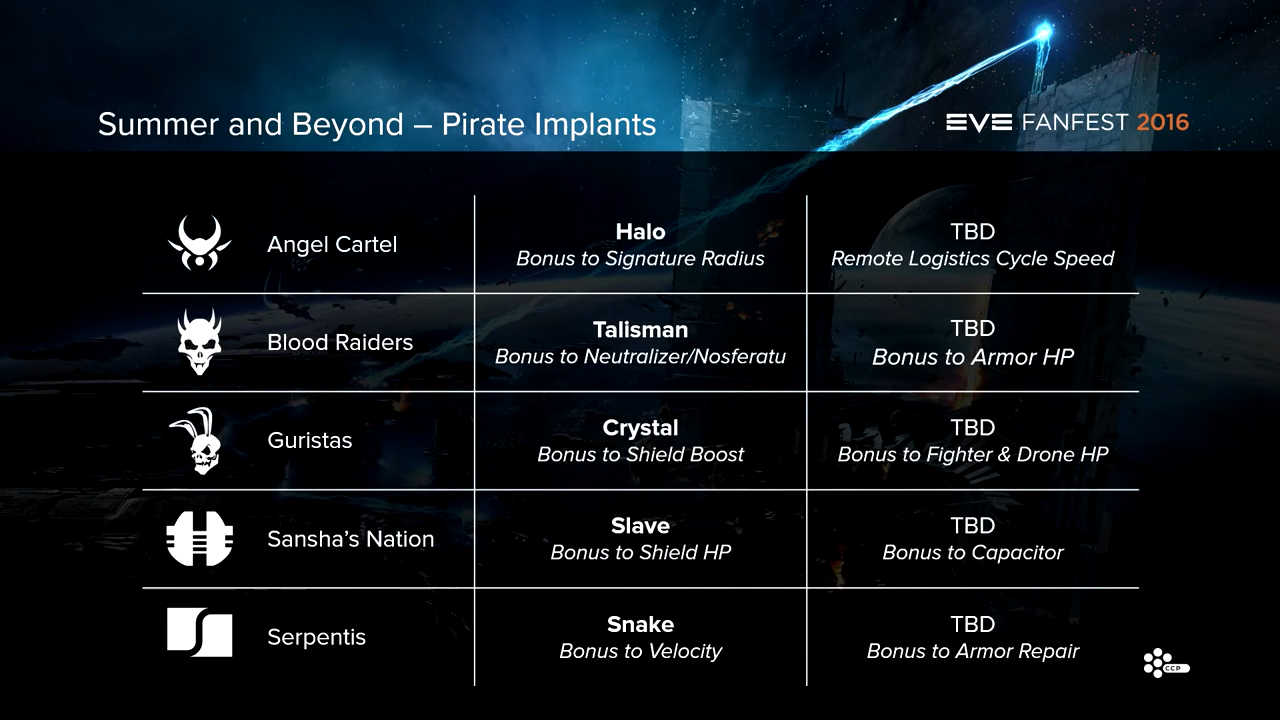 Summer and Beyond – Pirate Implants
EVE FANFEST 2016
Angel Cartel
Halo
Bonus to Signature Radius
TBD
Remote Logistics Cycle Speed
Blood Raiders
Talisman
Bonus to Neutralizer/Nosferatu
TBD
Bonus to Armor HP
Guristas
Crystal
Bonus to Shield Boost
TBD
Bonus to Fighter & Drone HP
Sansha's Nation
Slave
Bonus to Shield HP
TBD
Bonus to Capacitor
Serpentis
Snake
Bonus to Velocity
TBD
Bonus to Armor Repair
CCP